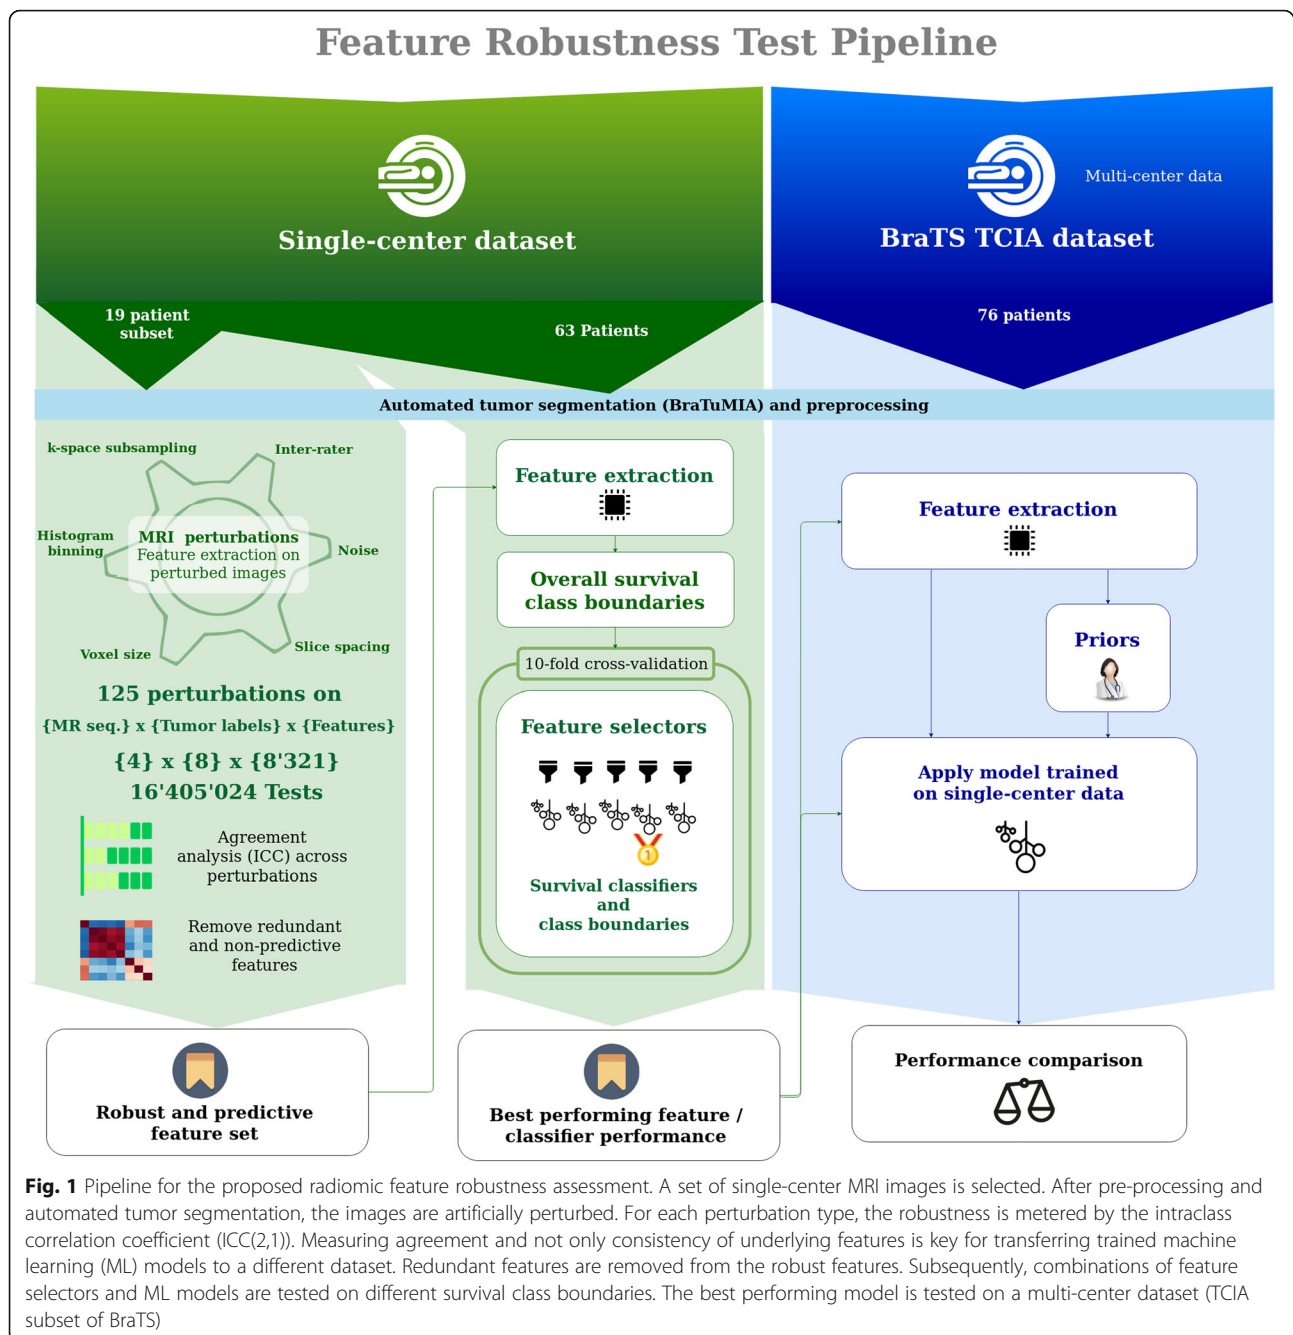 Feature Robustness Test Pipeline
Single-center dataset
Multi-center data
BraTS TCIA dataset
19 patient
subset
63 Patients
76 patients
Automated tumor segmentation (BraTuMIA) and preprocessing
k-space subsampling
Inter-rater
Histogram
binning
MRI perturbations
Feature extraction on
perturbed images
Noise
Voxel size
Slice spacing
125 perturbations on
{MR seq.} x {Tumor labels} x {Features}
{4} x {8} x {8'321}
16'405'024 Tests
Agreement
analysis (ICC) across
perturbations
Remove redundant
and non-predictive
features
Robust and predictive
feature set
Feature extraction
Overall survival
class boundaries
10-fold cross-validation
Feature selectors
1
Survival classifiers
and
class boundaries
Best performing feature /
classifier performance
Feature extraction
Priors
Apply model trained
on single-center data
Performance comparison
Fig. 1 Pipeline for the proposed radiomic feature robustness assessment. A set of single-center MRI images is selected. After pre-processing and
automated tumor segmentation, the images are artificially perturbed. For each perturbation type, the robustness is metered by the intraclass
correlation coefficient (ICC(2,1)). Measuring agreement and not only consistency of underlying features is key for transferring trained machine
learning (ML) models to a different dataset. Redundant features are removed from the robust features. Subsequently, combinations of feature
selectors and ML models are tested on different survival class boundaries. The best performing model is tested on a multi-center dataset (TCIA
subset of BraTS)